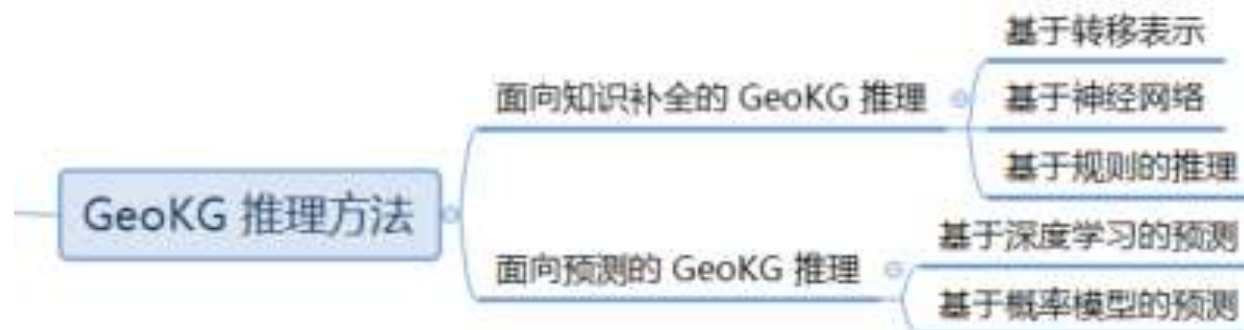 GeoKG 推理方法
面向知识补全的 GeoKG 推理
基于转移表示
基于神经网络
基于规则的推理
面向预测的 GeoKG 推理
基于深度学习的预测
基于概率模型的预测